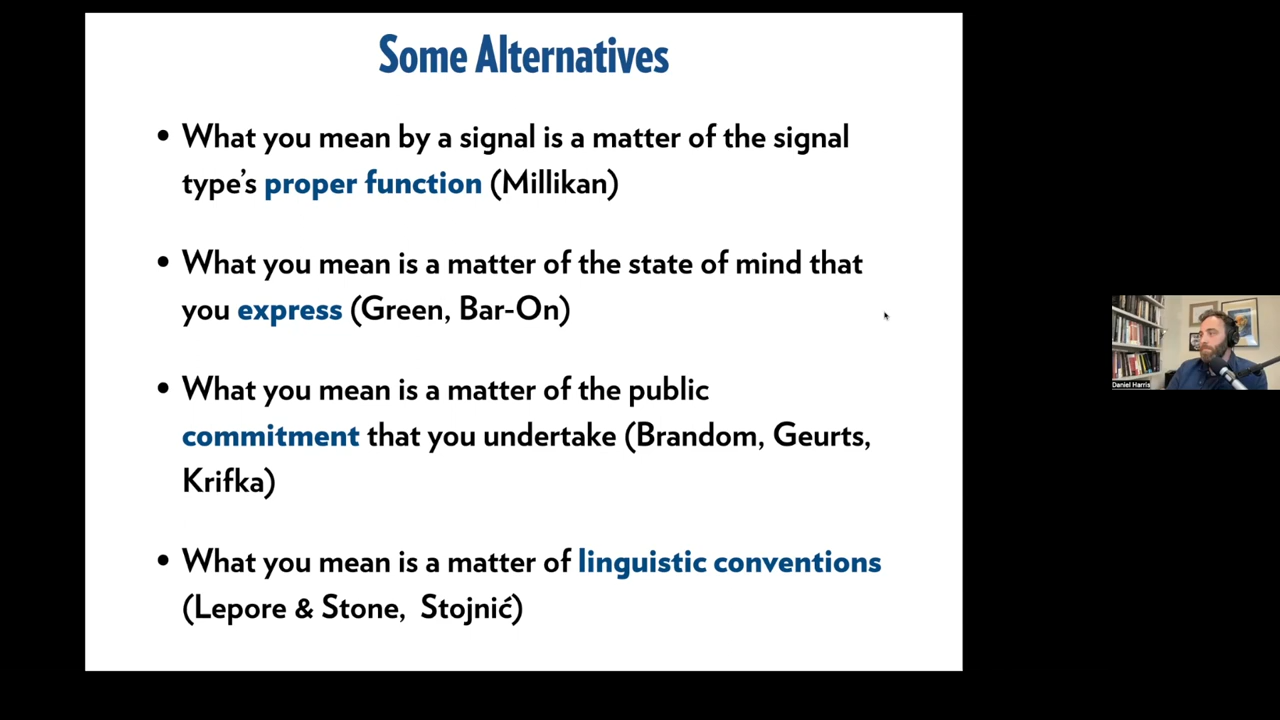 Some Alternatives
• What you mean by a signal is a matter of the signal
type’s proper function (Millikan)
• What you mean is a matter of the state of mind that
you express (Green, Bar-On)
• What you mean is a matter of the public
commitment that you undertake (Brandom, Geurts,
Krifka)
• What you mean is a matter of linguistic conventions
(Lepore & Stone, Stojnić)
Daniel Harris